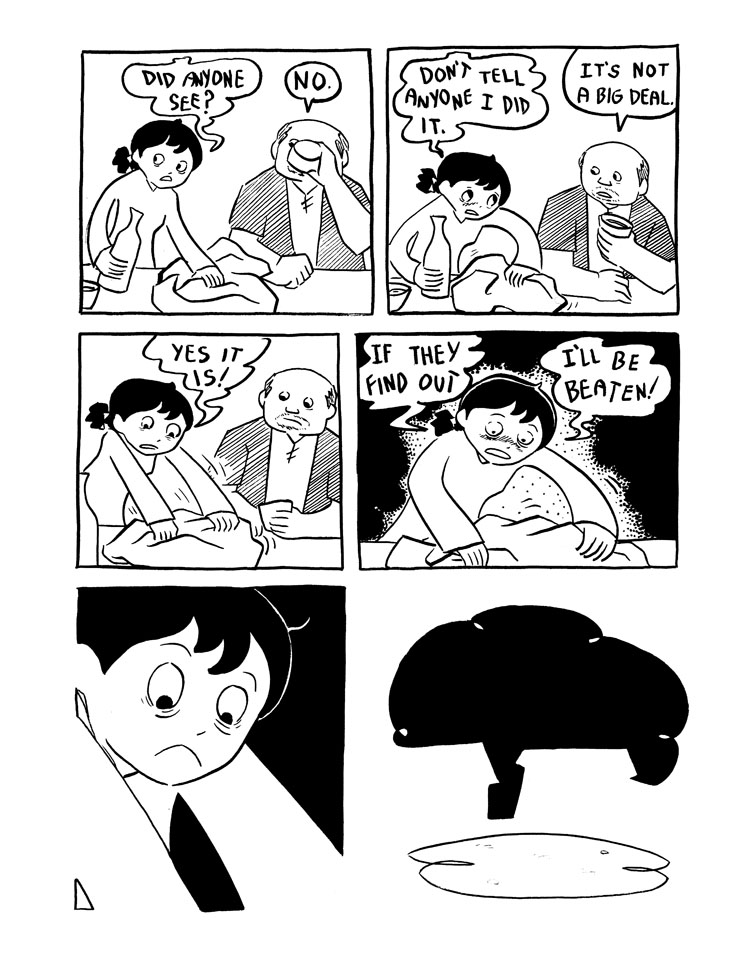 DID ANYONE
SEE?
NO.
DON'T TELL
ANYONE I DID
IT.
IT'S NOT
A BIG DEAL.
YES IT
IS!
IF THEY
FIND OUT
I'LL BE
BEATEN!